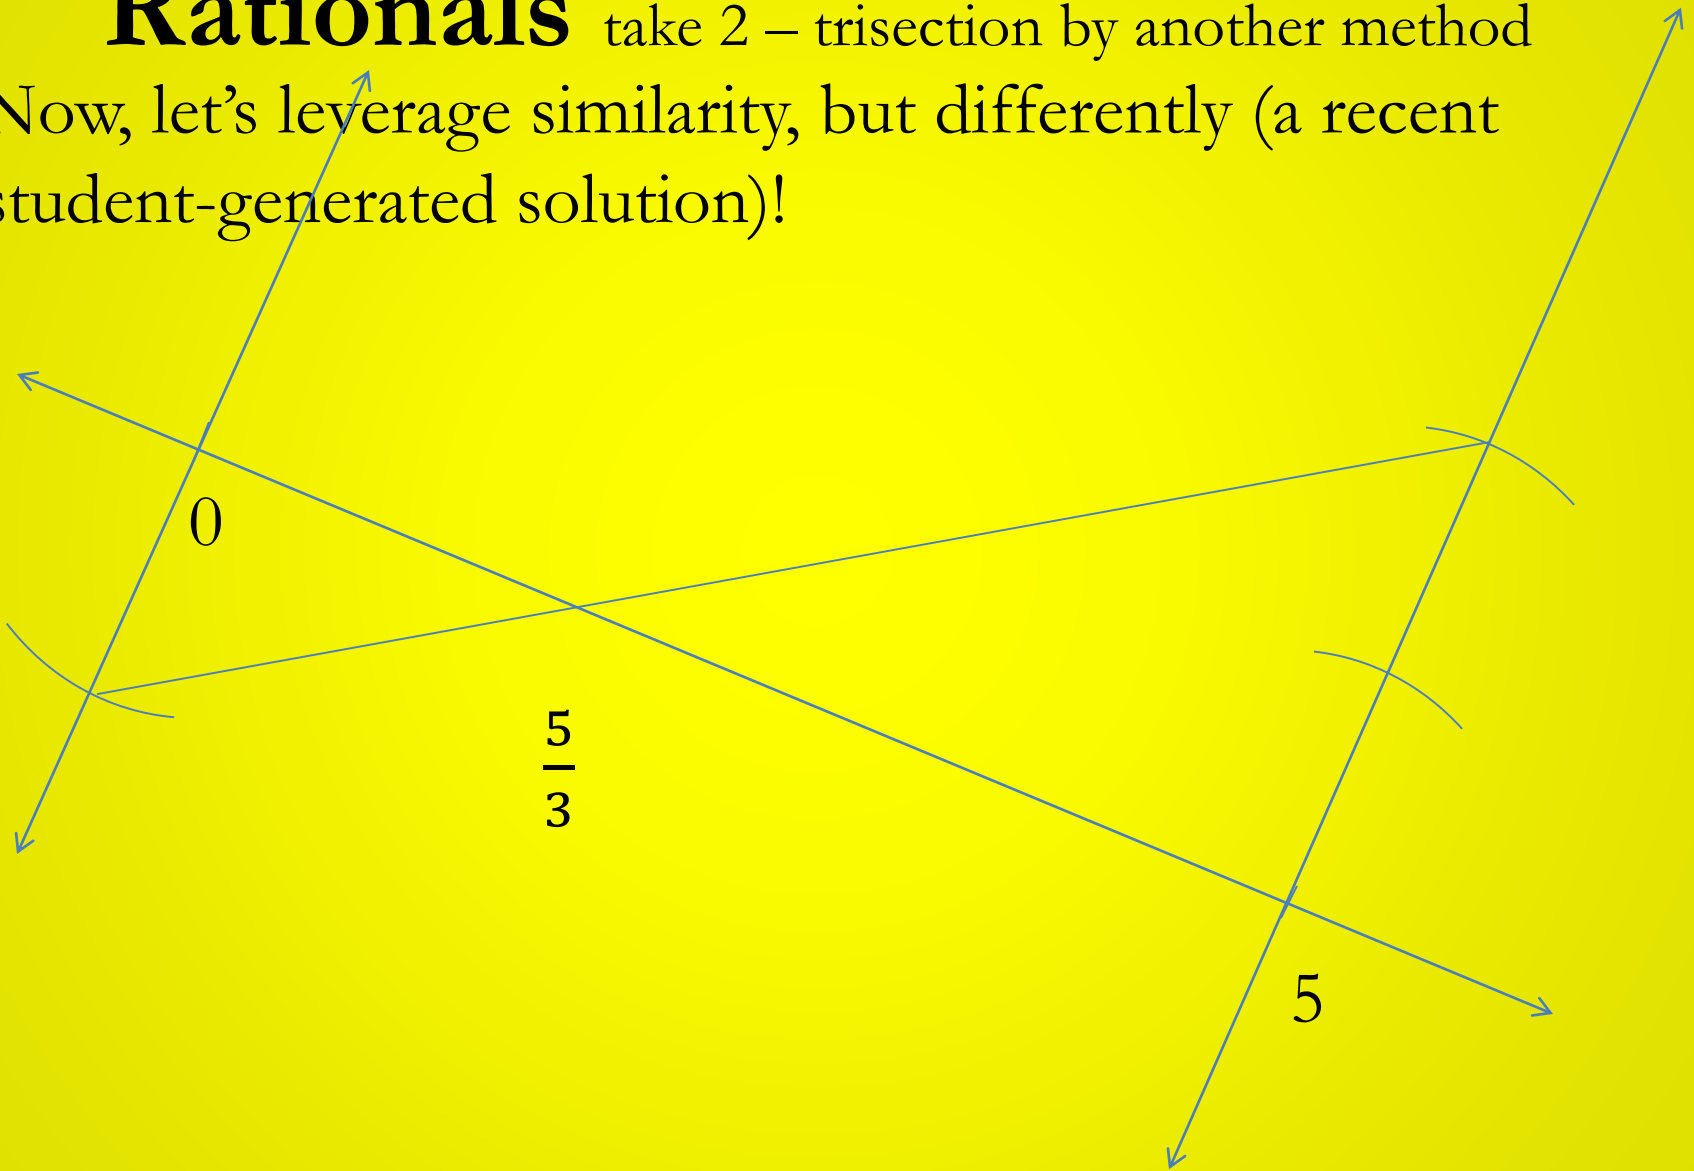 Rationals take 2 – trisection by another method
Now, let's leverage similarity, but differently (a recent
student-generated solution)!
0
5
3
5